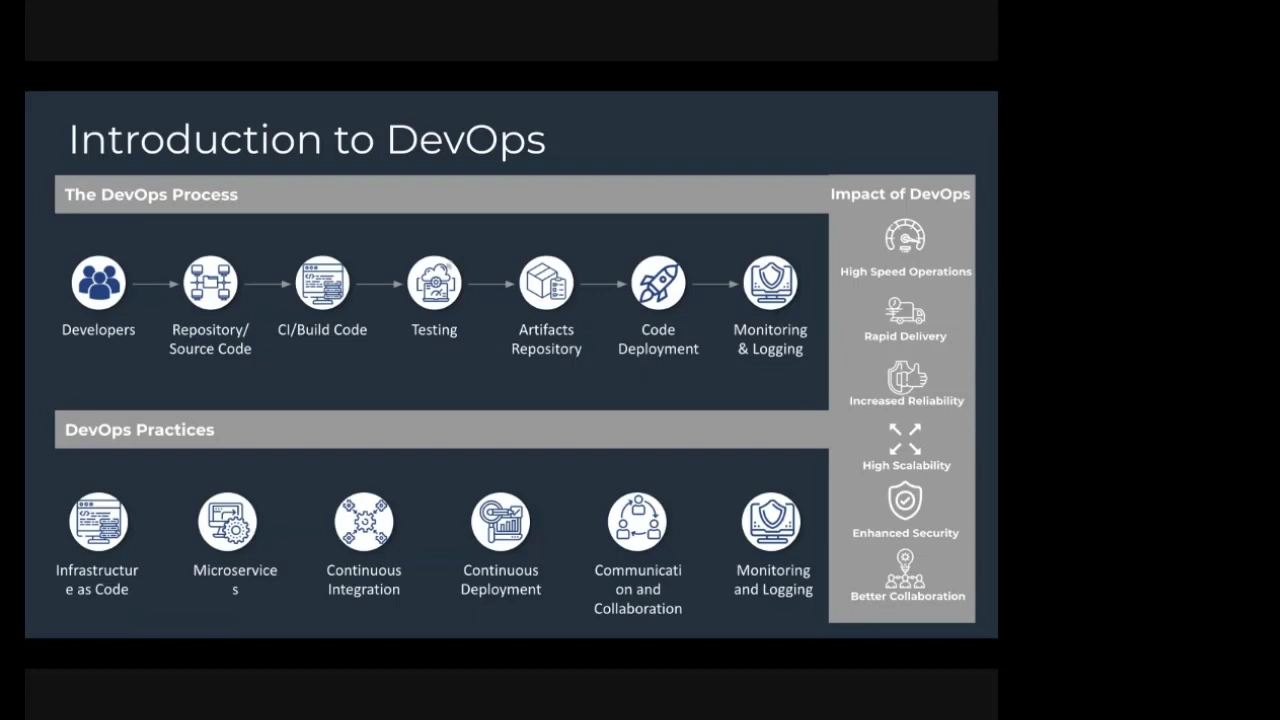 Introduction to DevOps
The DevOps Process
Impact of DevOps
Developers
Repository/
Source Code
CI/Build Code
Testing
Artifacts
Repository
Code
Deployment
Monitoring
& Logging
High Speed Operations
Rapid Delivery
Increased Reliability
High Scalability
Enhanced Security
Better Collaboration
DevOps Practices
Infrastructur
e as Code
Microservice
s
Continuous
Integration
Continuous
Deployment
Communicati
on and
Collaboration
Monitoring
and Logging